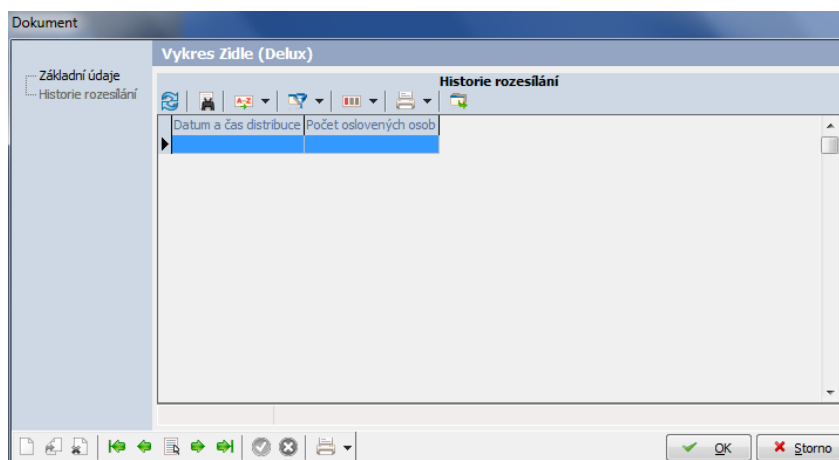 Dokument
Vykres Zidle (Delux)
Základní údaje
Historie rozesílání
Historie rozesílání
A-Z
Datum a čas distribuce Počet oslovených osob
OK Storno